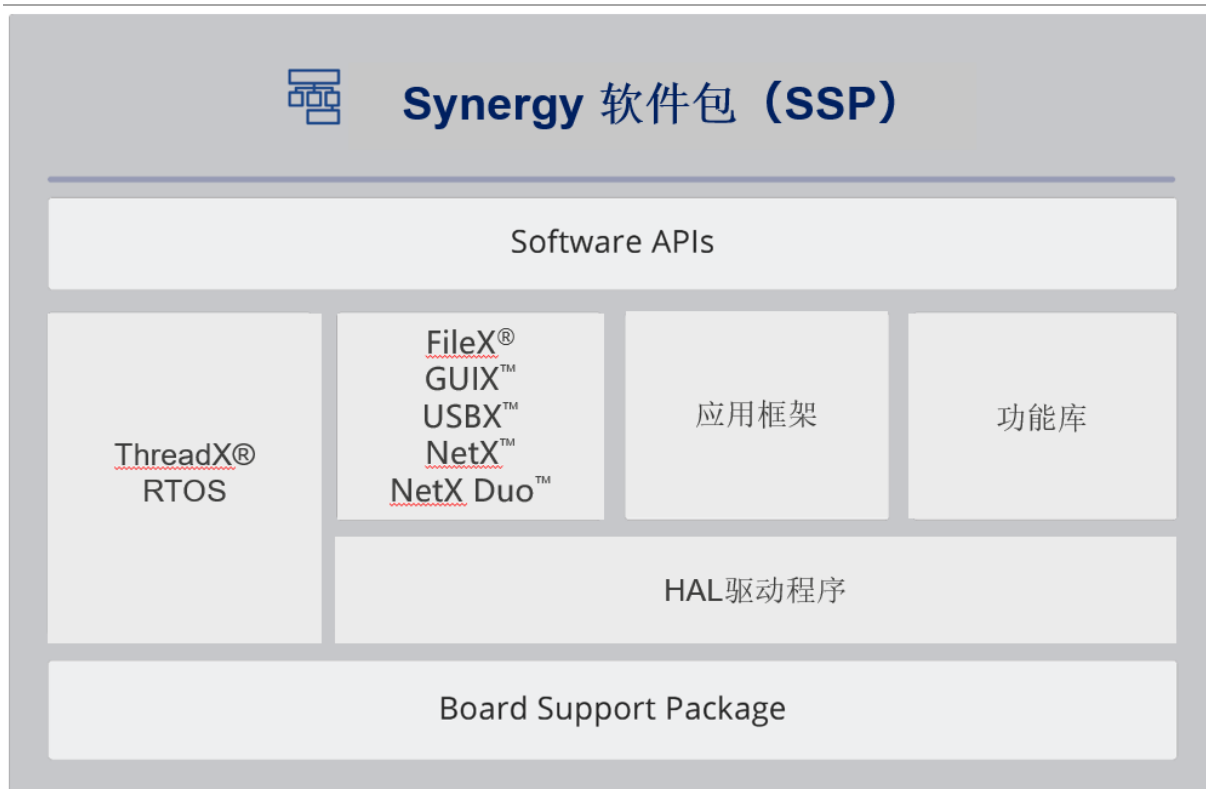 Synergy 软件包（SSP）
Software APIs
ThreadX®
RTOS
FileX®
GUIX™
USBX™
NetX™
NetX Duo™
应用框架
功能库
HAL驱动程序
Board Support Package